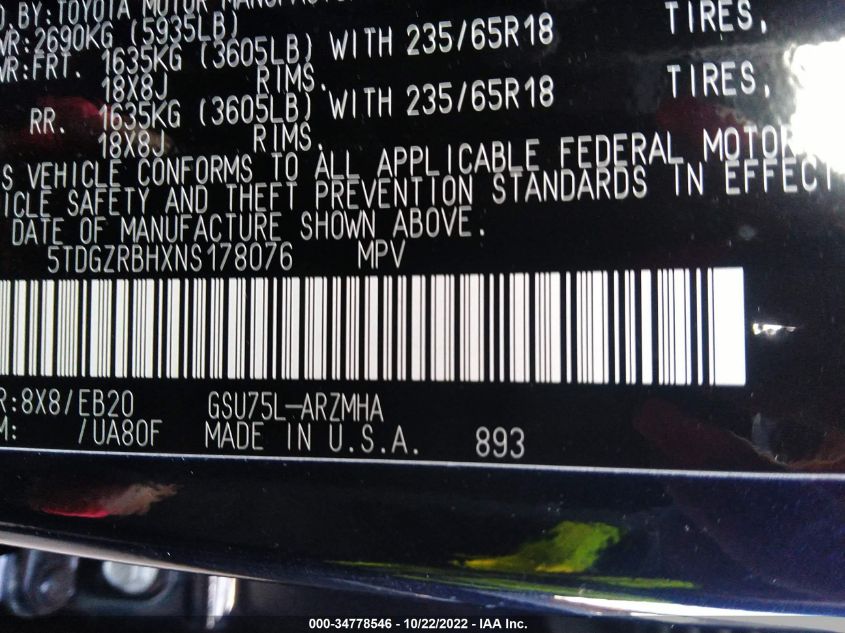 BY:TOYOTA MOTOR
WR:2690KG (5935LB)
WR:FRT. 1635KG (3605LB) WITH 235/65R18 TIRES,
18X8J RIMS.
RR. 1635KG (3605LB) WITH 235/65R18 TIRES,
18X8J RIMS.
S VEHICLE CONFORMS TO ALL APPLICABLE FEDERAL MOTOR
ICLE SAFETY AND THEFT PREVENTION STANDARDS IN EFFECT
DATE OF MANUFACTURE SHOWN ABOVE.
5TDGZRBHXNS178076 MPV
R:8X8/EB20 GSU75L-ARZMHA
M: /UA80F MADE IN U.S.A. 893
000-34778546 - 10/22/2022 - IAA Inc.